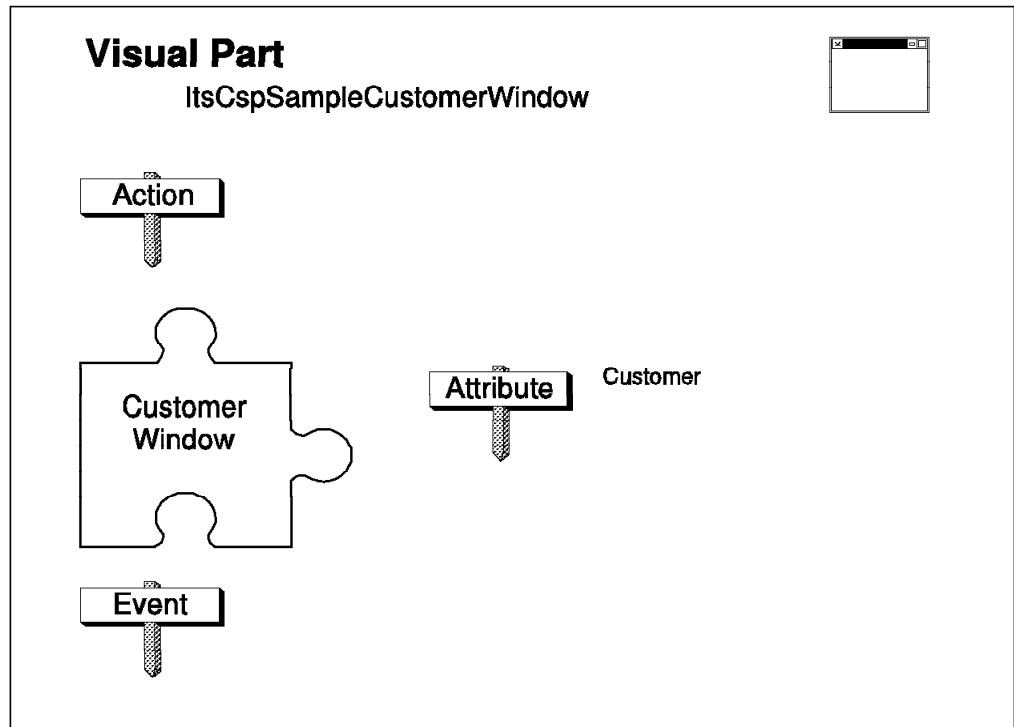 Visual Part
ItsCspSampleCustomerWindow
Action
Customer
Window
Attribute
Customer
Event